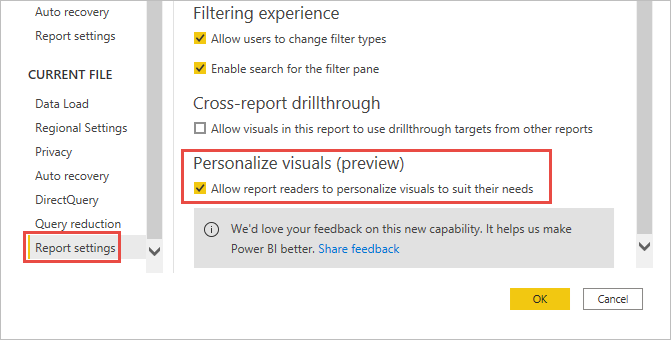 Auto recovery
Report settings
CURRENT FILE
Data Load
Regional Settings
Privacy
Auto recovery
DirectQuery
Query reduction
Report settings
Filtering experience
Allow users to change filter types
Enable search for the filter pane
Cross-report drillthrough
Allow visuals in this report to use drillthrough targets from other reports
Personalize visuals (preview)
Allow report readers to personalize visuals to suit their needs
We'd love your feedback on this new capability. It helps us make
Power BI better. Share feedback
OK
Cancel